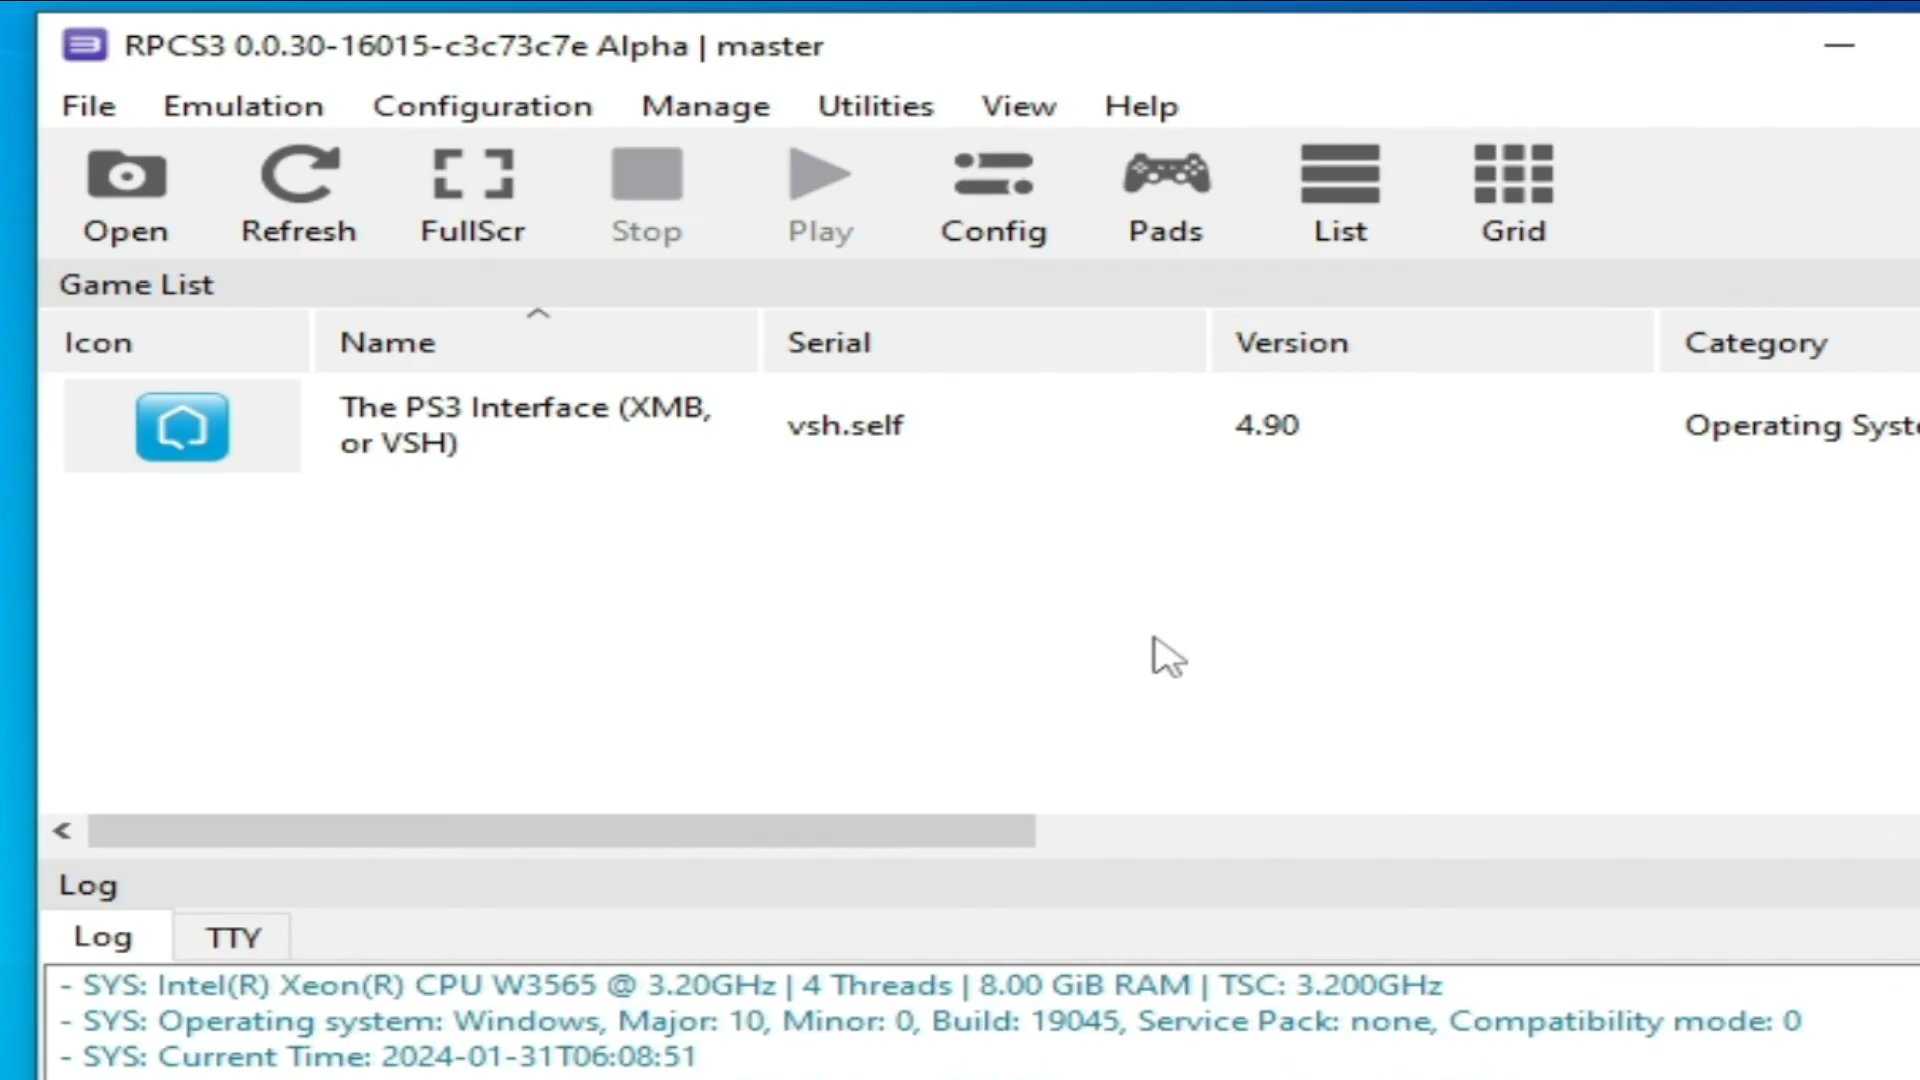 RPCS3 0.0.30-16015-c3c73c7e Alpha | master
File Emulation Configuration Manage Utilities View Help
Open Refresh FullScr Stop Play Config Pads List Grid
Game List
Icon Name Serial Version Category
The PS3 Interface (XMB,
or VSH)
vsh.self 4.90 Operating Syste
Log
Log TTY
- SYS: Intel(R) Xeon(R) CPU W3565 @ 3.20GHz | 4 Threads | 8.00 GiB RAM | TSC: 3.200GHz
- SYS: Operating system: Windows, Major: 10, Minor: 0, Build: 19045, Service Pack: none, Compatibility mode: 0
- SYS: Current Time: 2024-01-31T06:08:51